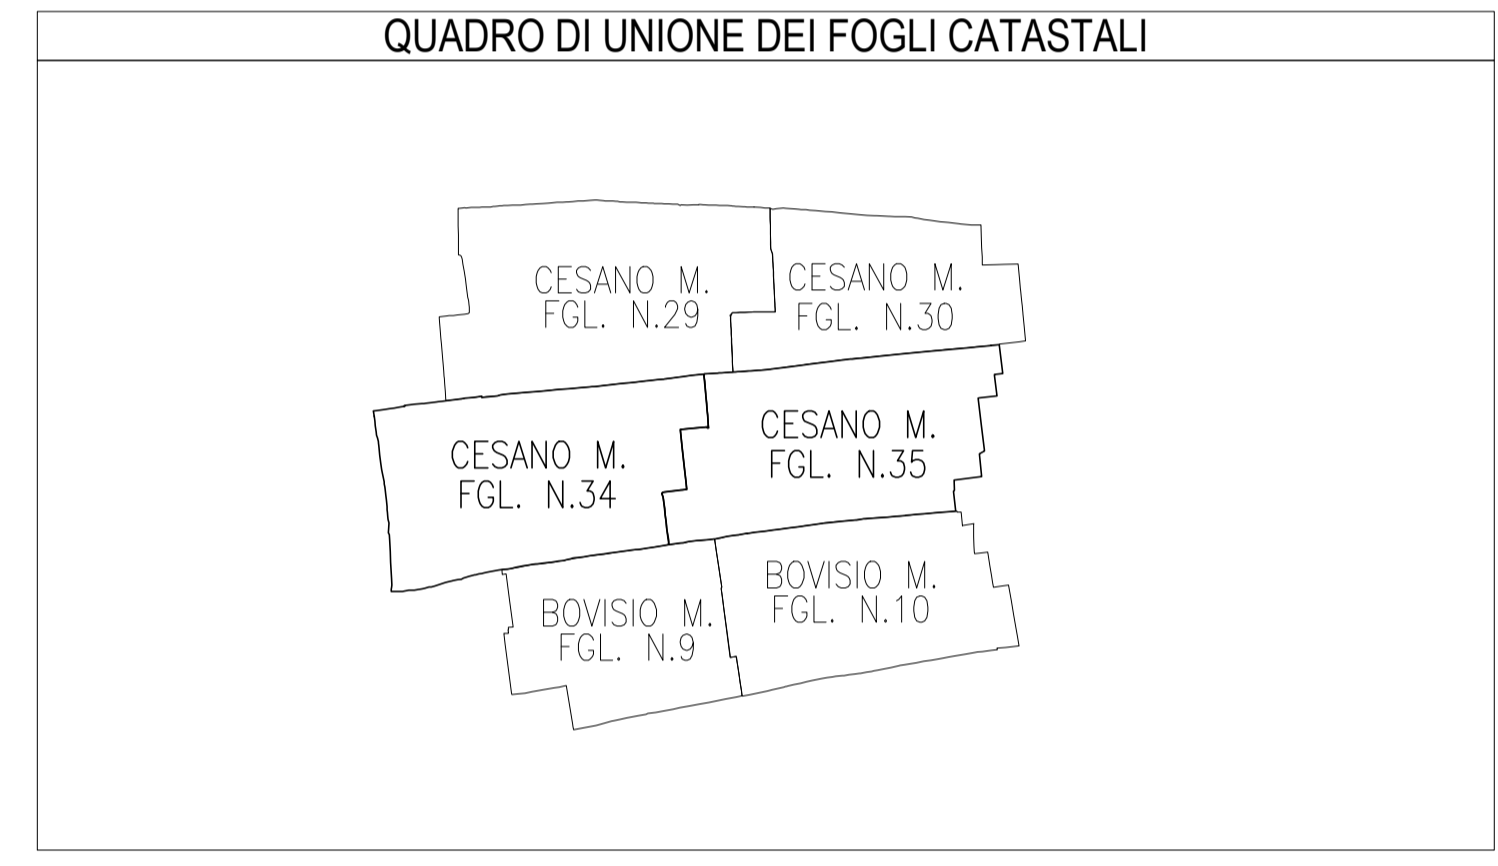 QUADRO DI UNIONE DEI FOGLI CATASTALI
CESANO M.
FGL. N.29
CESANO M.
FGL. N.30
CESANO M.
FGL. N.34
CESANO M.
FGL. N.35
BOVISIO M.
FGL. N.9
BOVISIO M.
FGL. N.10